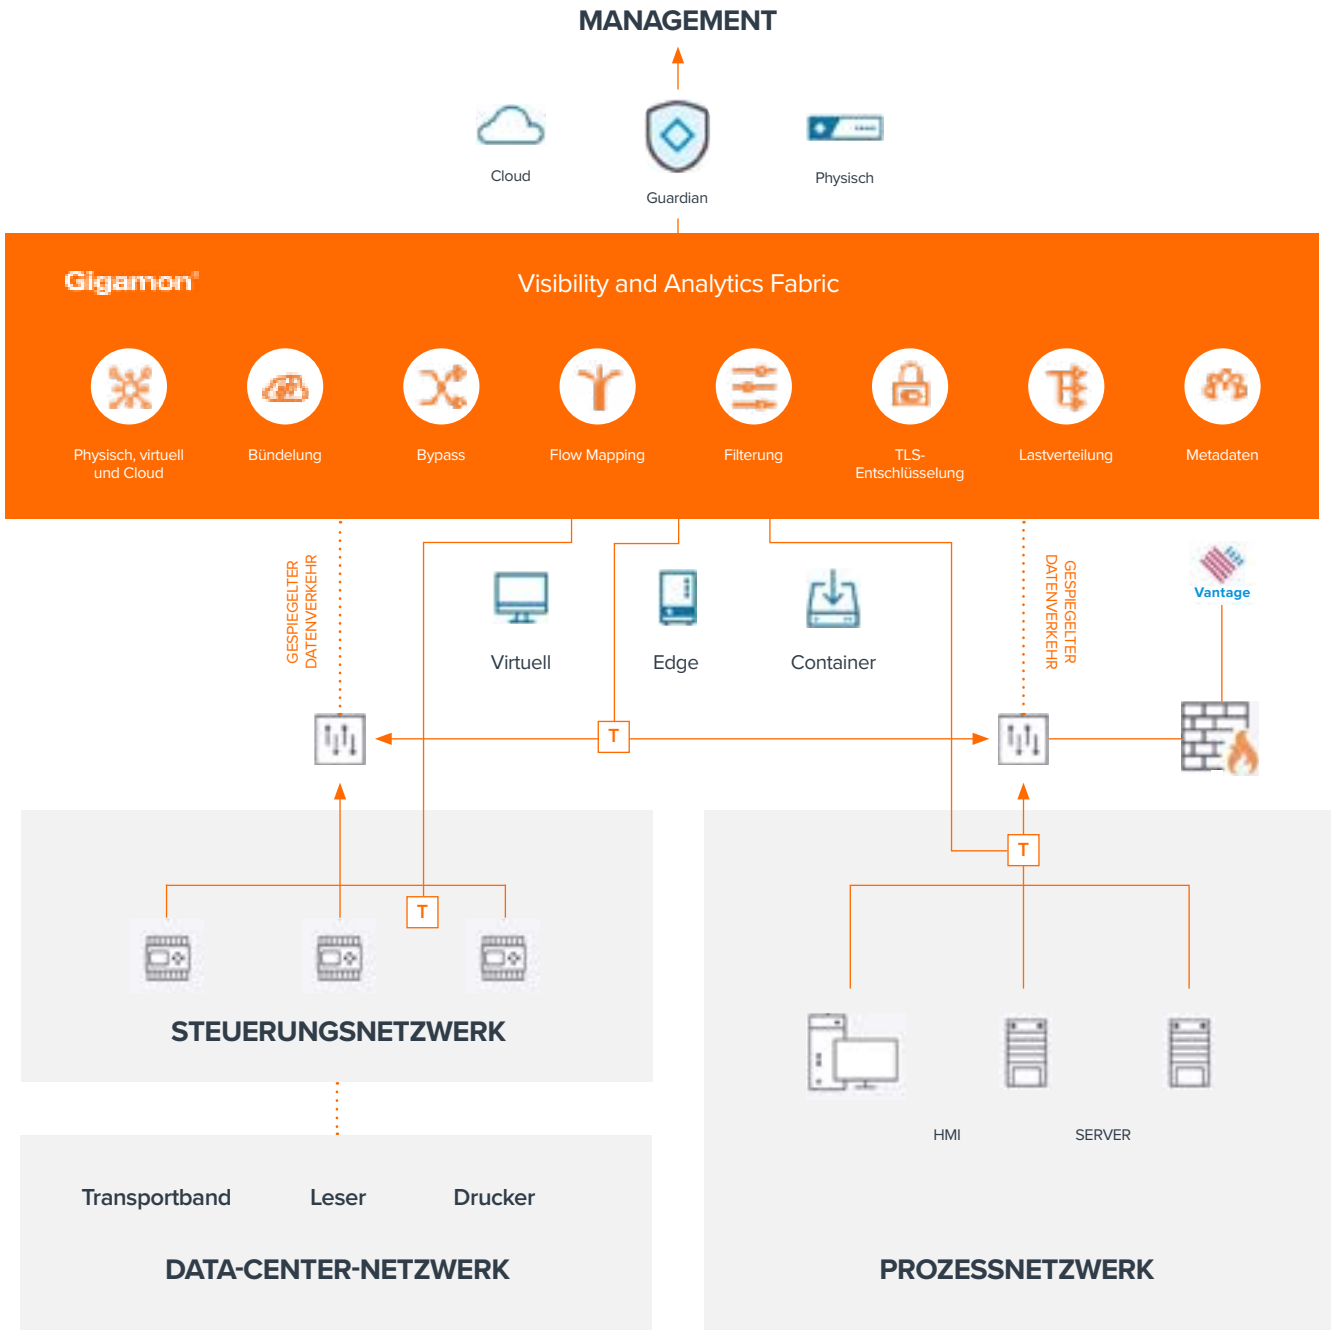 MANAGEMENT
Cloud
Guardian
Physisch
Gigamon®
Visibility and Analytics Fabric
Physisch, virtuell
und Cloud
Bündelung
Bypass
Flow Mapping
Filterung
TLS-
Entschlüsselung
Lastverteilung
Metadaten
GESPIEGELTER
DATENVERKEHR
Virtuell
Edge
Container
GESPIEGELTER
DATENVERKEHR
Vantage
T
T
T
STEUERUNGSNETZWERK
HMI
SERVER
Transportband
Leser
Drucker
DATA-CENTER-NETZWERK
PROZESSNETZWERK